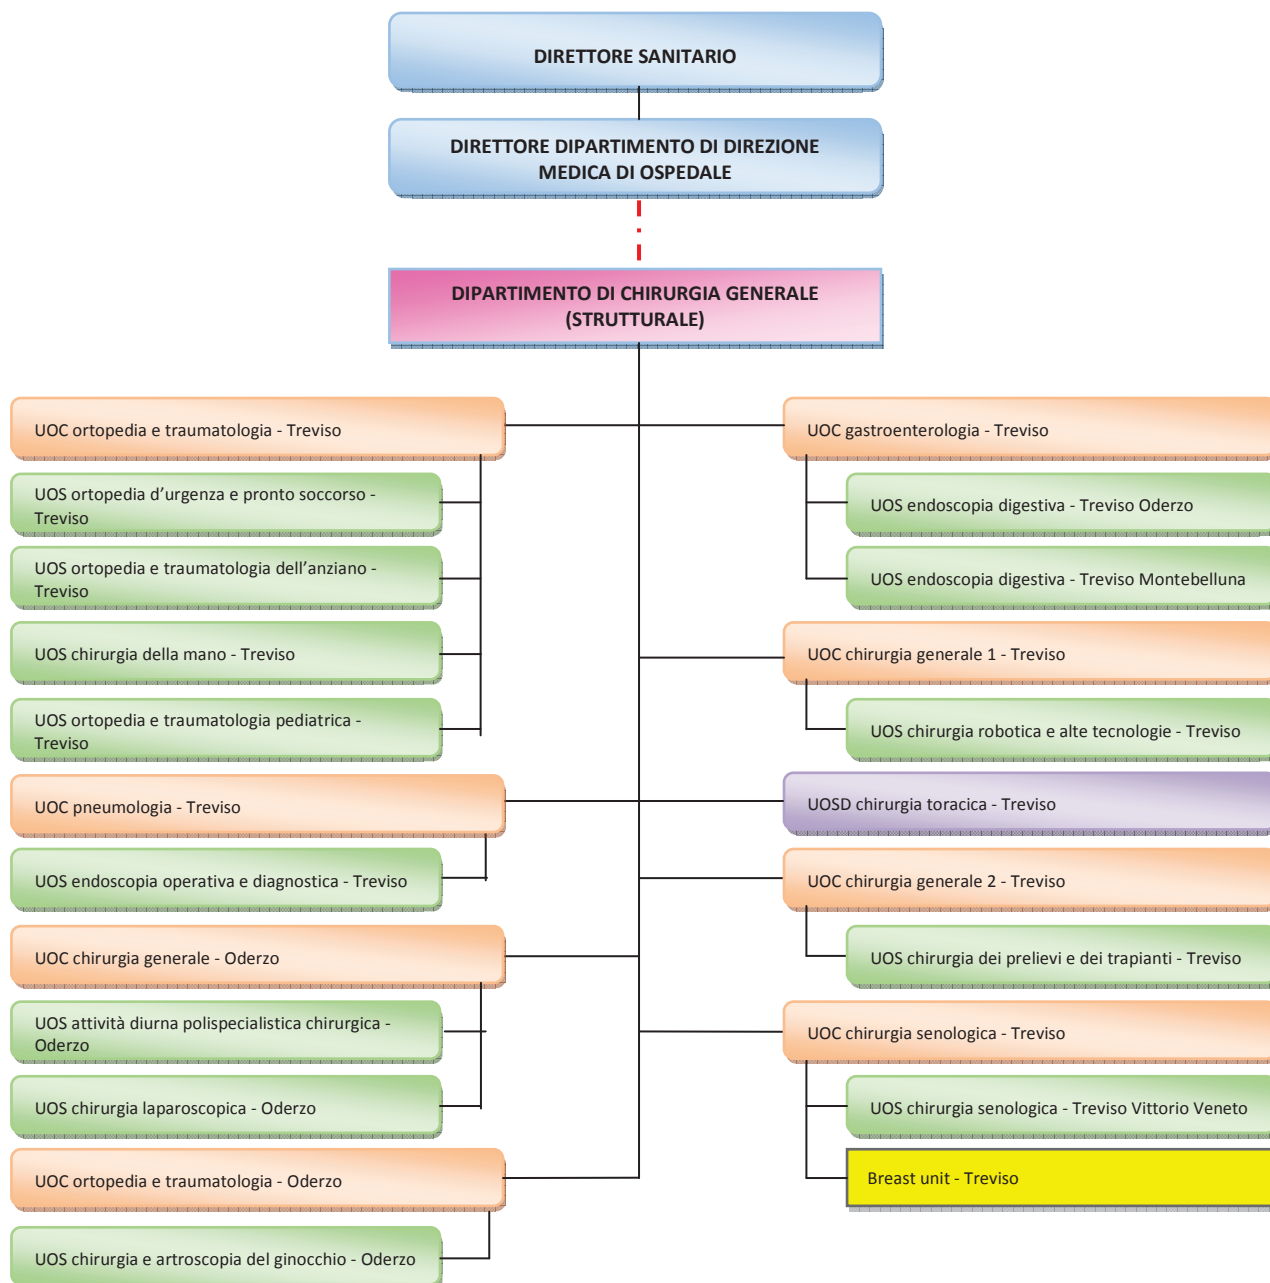 DIRETTORE SANITARIO
DIRETTORE DIPARTIMENTO DI DIREZIONE
MEDICA DI OSPEDALE
DIPARTIMENTO DI CHIRURGIA GENERALE
(STRUTTURALE)
UOC ortopedia e traumatologia - Treviso
UOS ortopedia d'urgenza e pronto soccorso -
Treviso
UOS ortopedia e traumatologia dell'anziano -
Treviso
UOS chirurgia della mano - Treviso
UOS ortopedia e traumatologia pediatrica -
Treviso
UOC pneumologia - Treviso
UOS endoscopia operativa e diagnostica - Treviso
UOC chirurgia generale - Oderzo
UOS attività diurna polispecialistica chirurgica -
Oderzo
UOS chirurgia laparoscopica - Oderzo
UOC ortopedia e traumatologia - Oderzo
UOS chirurgia e artroscopia del ginocchio - Oderzo
UOC gastroenterologia - Treviso
UOS endoscopia digestiva - Treviso Oderzo
UOS endoscopia digestiva - Treviso Montebelluna
UOC chirurgia generale 1 - Treviso
UOS chirurgia robotica e alte tecnologie - Treviso
UOSD chirurgia toracica - Treviso
UOC chirurgia generale 2 - Treviso
UOS chirurgia dei prelievi e dei trapianti - Treviso
UOC chirurgia senologica - Treviso
UOS chirurgia senologica - Treviso Vittorio Veneto
Breast unit - Treviso